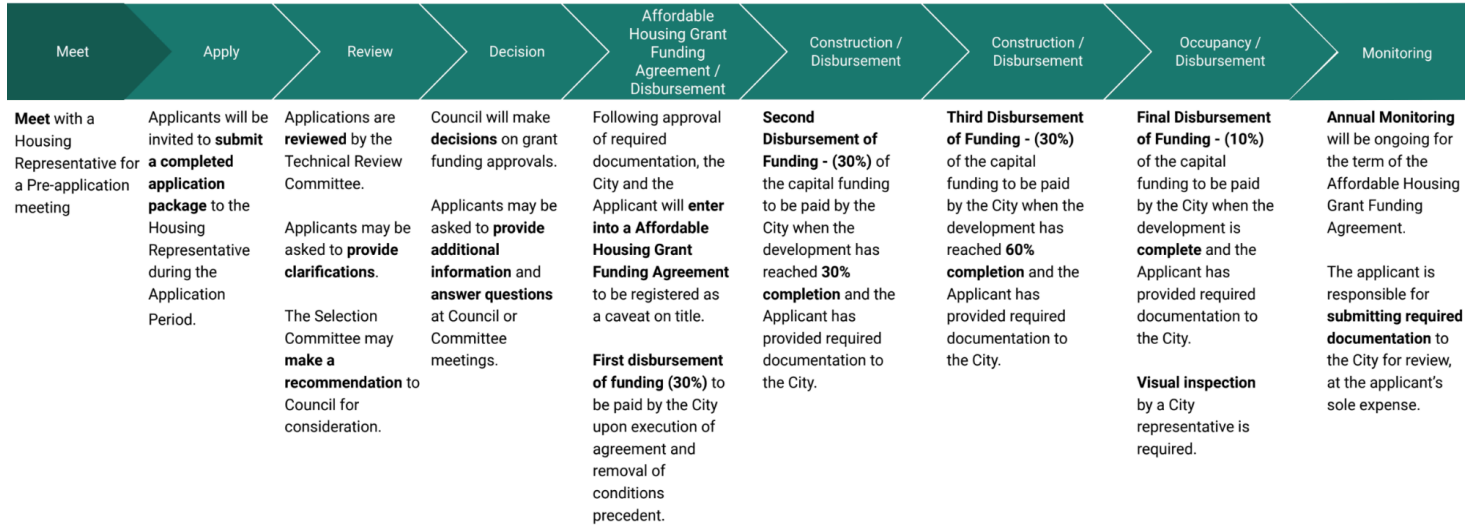 Meet
Apply
Review
Decision
Affordable
Housing Grant
Funding
Agreement /
Disbursement
Construction /
Disbursement
Construction /
Disbursement
Occupancy /
Disbursement
Monitoring
Meet with a
Housing
Representative for
a Pre-application
meeting
Applicants will be
invited to submit
a completed
application
package to the
Housing
Representative
during the
Application
Period.
Applications are
reviewed by the
Technical Review
Committee.
Applicants may be
asked to provide
clarifications.
The Selection
Committee may
make a
recommendation to
Council for
consideration.
Council will make
decisions on grant
funding approvals.
Applicants may be
asked to provide
additional
information and
answer questions
at Council or
Committee
meetings.
Following approval
of required
documentation, the
City and the
Applicant will enter
into a Affordable
Housing Grant
Funding Agreement
to be registered as
a caveat on title.
First disbursement
of funding (30%) to
be paid by the City
upon execution of
agreement and
removal of
conditions
precedent.
Second
Disbursement of
Funding - (30%) of
the capital funding
to be paid by the
City when the
development has
reached 30%
completion and the
Applicant has
provided required
documentation to
the City.
Third Disbursement
of Funding - (30%)
of the capital
funding to be paid
by the City when the
development has
reached 60%
completion and the
Applicant has
provided required
documentation to
the City.
Final Disbursement
of Funding - (10%)
of the capital
funding to be paid
by the City when the
development is
complete and the
Applicant has
provided required
documentation to
the City.
Visual inspection
by a City
representative is
required.
Annual Monitoring
will be ongoing for
the term of the
Affordable Housing
Grant Funding
Agreement.
The applicant is
responsible for
submitting required
documentation to
the City for review,
at the applicant's
sole expense.